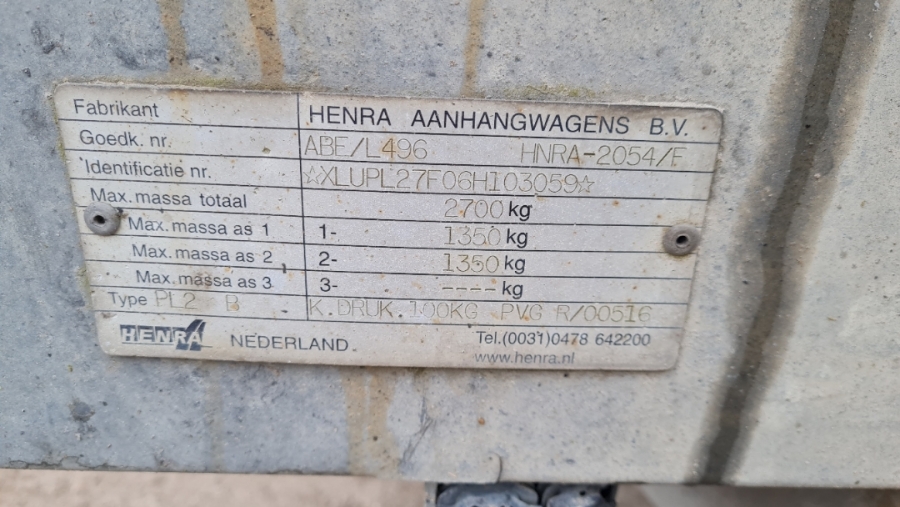 Fabrikant HENRA AANHANGWAGENS B.V.
Goedk. nr. ABE/L496 HNRA-2054/F
Identificatie nr. ☆XLUPL27F06H103059☆
Max. massa totaal 2700 kg
Max. massa as 1 1- 1350 kg
Max. massa as 2 2- 1350 kg
Max. massa as 3 3- ---- kg
Type PL2 B K.DRUK.100KG PVG R/00516
HENRA NEDERLAND Tel.(0031)0478 642200
www.henra.nl